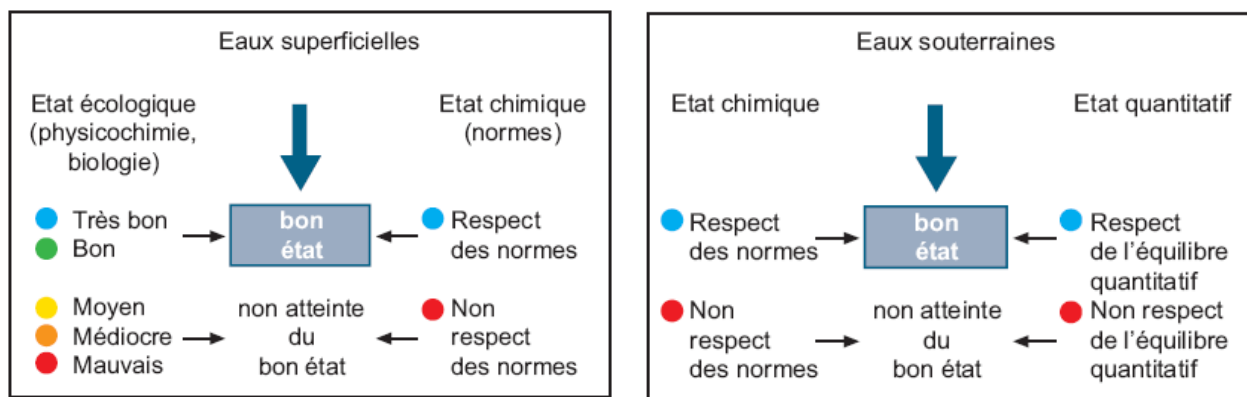 Eaux superficielles
Etat écologique
(physicochimie,
biologie)
Etat chimique
(normes)
Très bon
Bon
bon
état
Respect
des normes
Moyen
Médiocre
Mauvais
non atteinte
du
bon état
Non
respect
des normes
Eaux souterraines
Etat chimique
Etat quantitatif
Respect
des normes
bon
état
Respect
de l'équilibre
quantitatif
Non
respect
des normes
non atteinte
du
bon état
Non respect
de l'équilibre
quantitatif